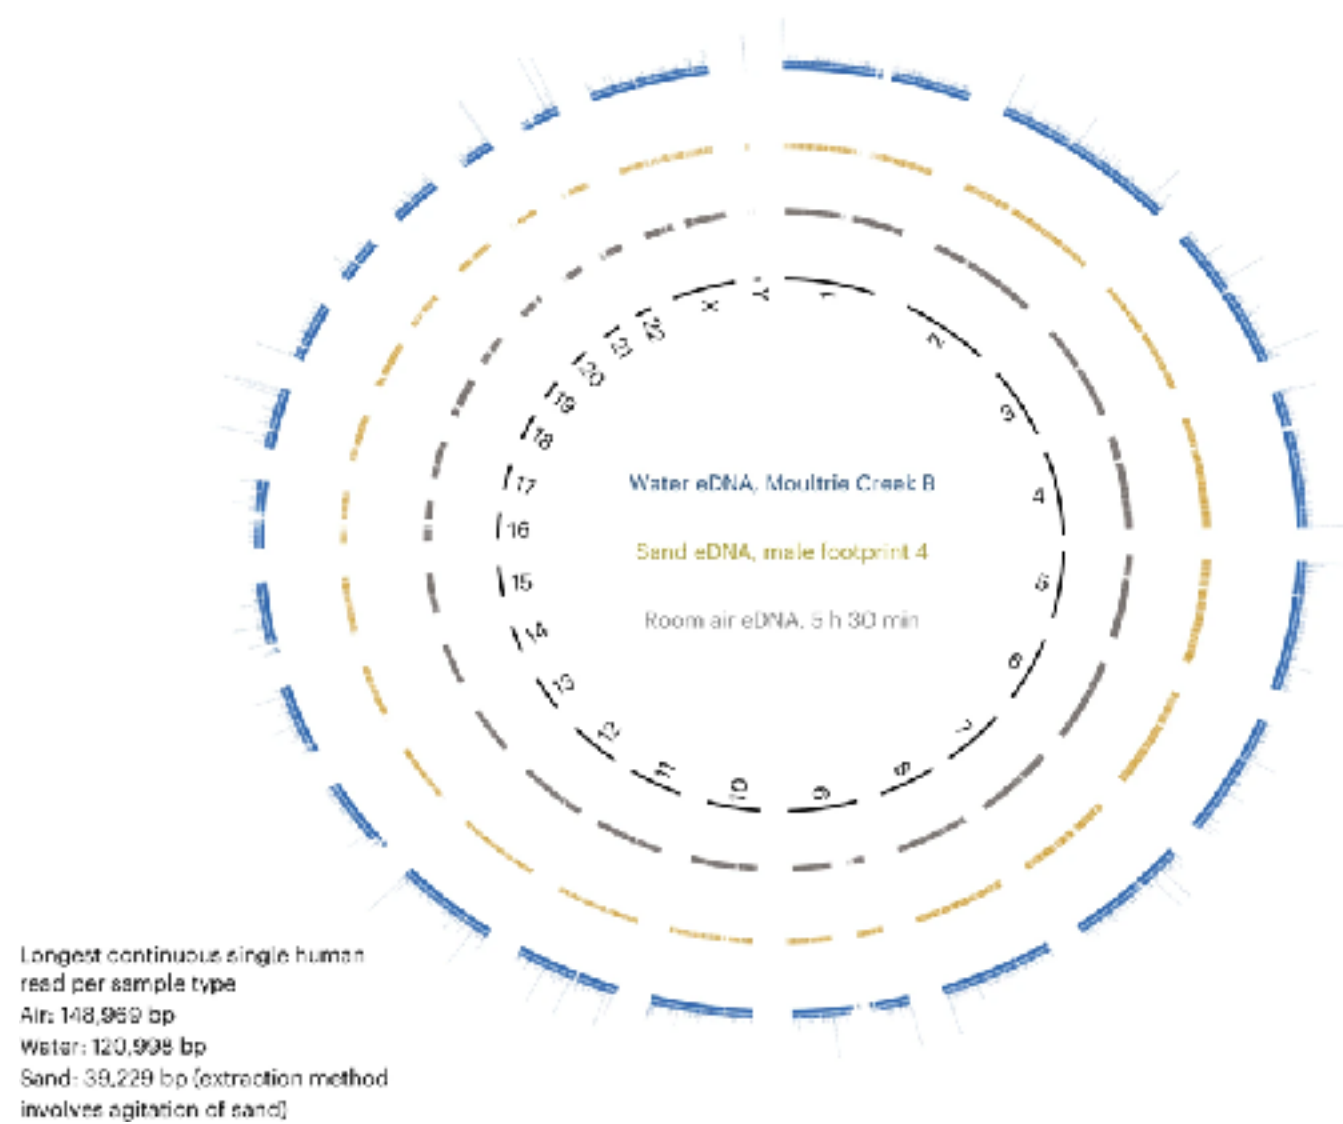 Y
1
2
3
4
5
6
7
8
9
10
11
12
13
14
15
16
17
18
19
20
21
22
X
Water eDNA, Moultrie Creek B
Sand eDNA, male footprint 4
Room air eDNA, 5 h 30 min
Longest continuous single human
read per sample type
Air: 148,969 bp
Water: 120,998 bp
Sand: 39,229 bp (extraction method
involves agitation of sand)